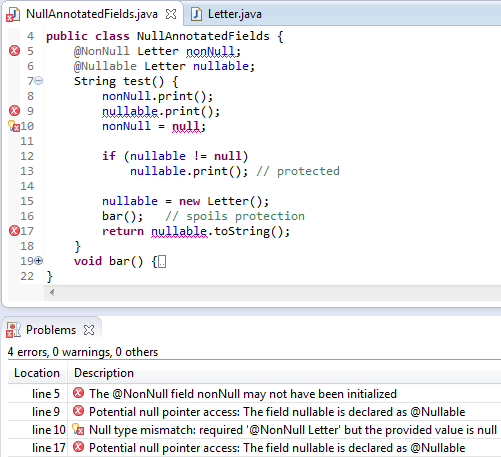 NullAnnotatedFields.java Letter.java
4 public class NullAnnotatedFields {
5 @NonNull Letter nonNull;
6 @Nullable Letter nullable;
7 String test() {
8 nonNull.print();
9 nullable.print();
10 nonNull = null;
11
12 if (nullable != null)
13 nullable.print(); // protected
14
15 nullable = new Letter();
16 bar(); // spoils protection
17 return nullable.toString();
18 }
19 void bar() {
22 }
Problems
4 errors, 0 warnings, 0 others
Location Description
line 5 The @NonNull field nonNull may not have been initialized
line 9 Potential null pointer access: The field nullable is declared as @Nullable
line 10 Null type mismatch: required '@NonNull Letter' but the provided value is null
line 17 Potential null pointer access: The field nullable is declared as @Nullable